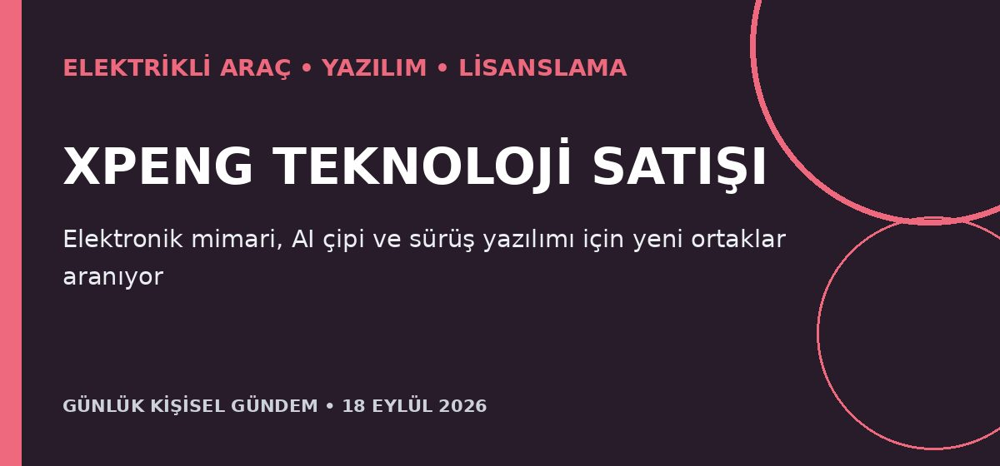 ELEKTRİKLİ ARAÇ • YAZILIM • LİSANSLAMA
XPENG TEKNOLOJİ SATIŞI
Elektronik mimari, AI çipi ve sürüş yazılımı için yeni ortaklar
aranıyor
GÜNLÜK KİŞİSEL GÜNDEM • 18 EYLÜL 2026